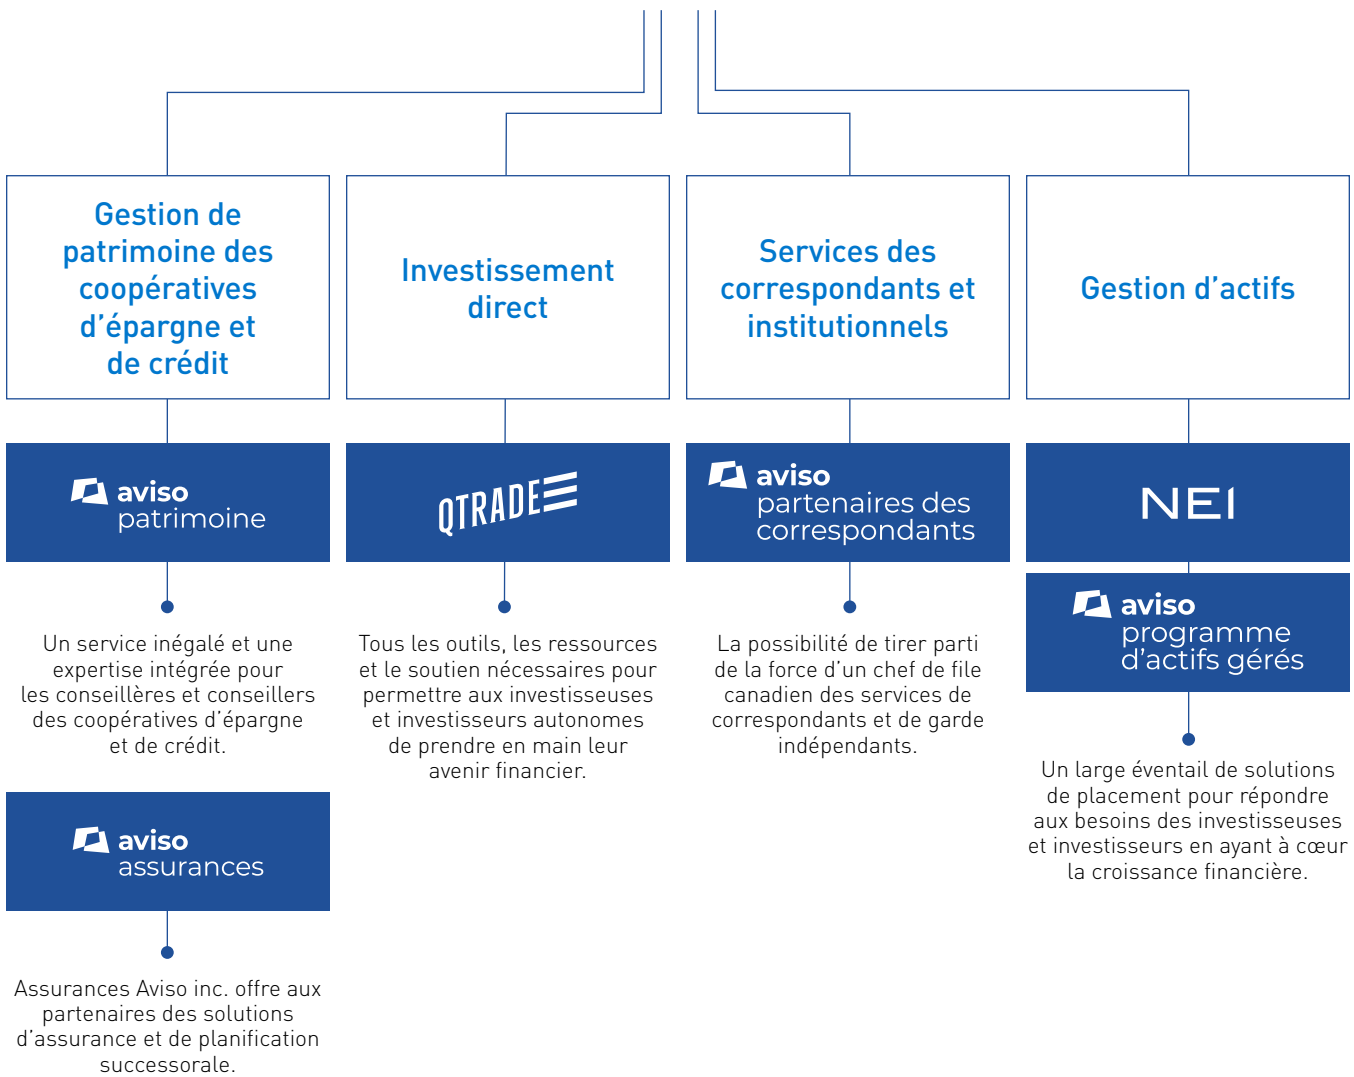 Gestion de
patrimoine des
coopératives
d'épargne et
de crédit
aviso
patrimoine
Un service inégalé et une
expertise intégrée pour
les conseillères et conseillers
des coopératives d'épargne
et de crédit.
aviso
assurances
Assurances Aviso inc. offre aux
partenaires des solutions
d'assurance et de planification
successorale.
Investissement
direct
QTRADE
Tous les outils, les ressources
et le soutien nécessaires pour
permettre aux investisseuses
et investisseurs autonomes
de prendre en main leur
avenir financier.
Services des
correspondants et
institutionnels
aviso
partenaires des
correspondants
La possibilité de tirer parti
de la force d'un chef de file
canadien des services de
correspondants et de garde
indépendants.
Gestion d'actifs
NEI
aviso
programme
d'actifs gérés
Un large éventail de solutions
de placement pour répondre
aux besoins des investisseuses
et investisseurs en ayant à cœur
la croissance financière.